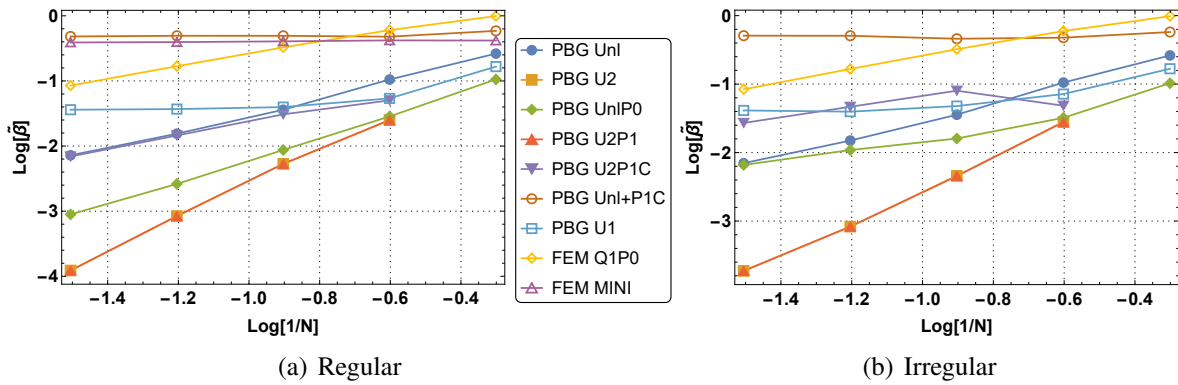 0
−1
−2
−3
−4
Log[β̃]
−1.4 −1.2 −1.0 −0.8 −0.6 −0.4
Log[1/N]
(a) Regular
PBG UnI
PBG U2
PBG UnIP0
PBG U2P1
PBG U2P1C
PBG UnI+P1C
PBG U1
FEM Q1P0
FEM MINI
0
−1
−2
−3
Log[β̃]
−1.4 −1.2 −1.0 −0.8 −0.6 −0.4
Log[1/N]
(b) Irregular